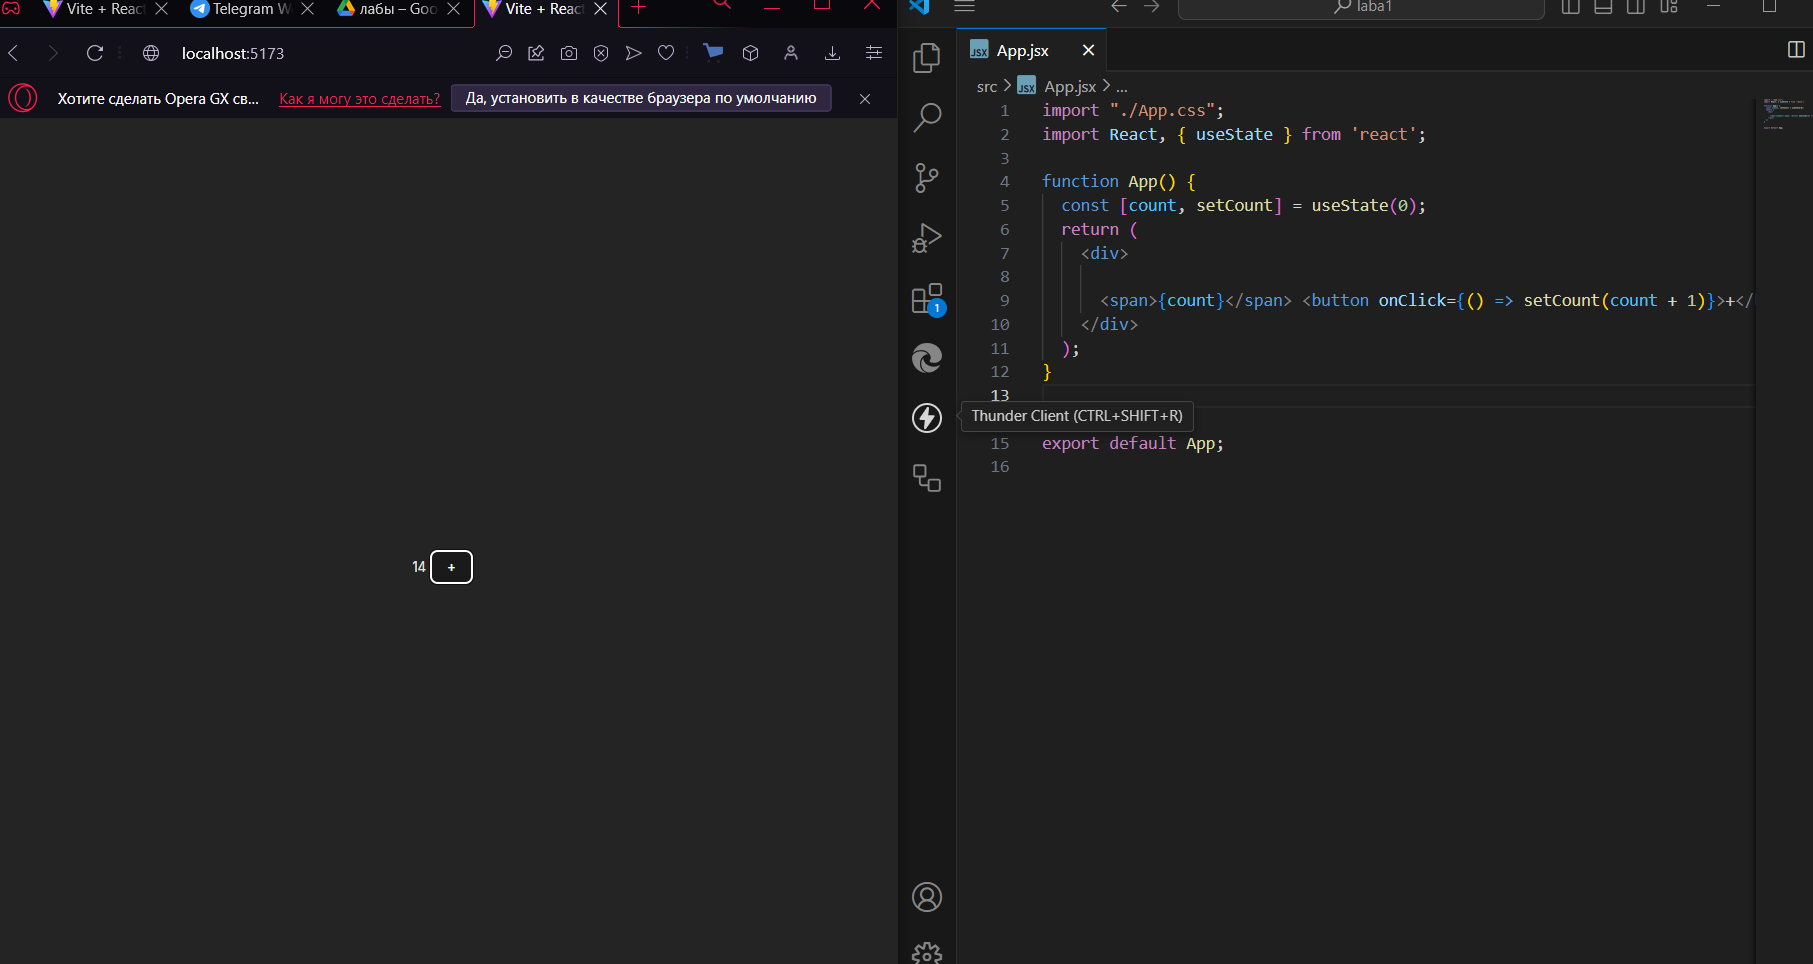 Vite + Reac
Telegram W
лабы – Goo
Vite + Reac
localhost:5173
Хотите сделать Opera GX св...
Как я могу это сделать?
Да, установить в качестве браузера по умолчанию
14 +
laba1
App.jsx
src > App.jsx > ...
1 import "./App.css";
2 import React, { useState } from 'react';
3
4 function App() {
5 const [count, setCount] = useState(0);
6 return (
7 <div>
8
9 <span>{count}</span> <button onClick={() => setCount(count + 1)}>+</
10 </div>
11 );
12 }
13
Thunder Client (CTRL+SHIFT+R)
15 export default App;
16
1